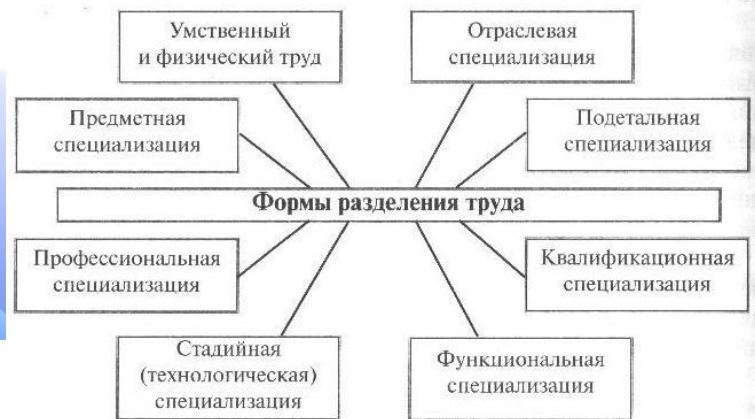 Умственный
и физический труд
Отраслевая
специализация
Предметная
специализация
Подетальная
специализация
Формы разделения труда
Профессиональная
специализация
Квалификационная
специализация
Стадийная
(технологическая)
специализация
Функциональная
специализация